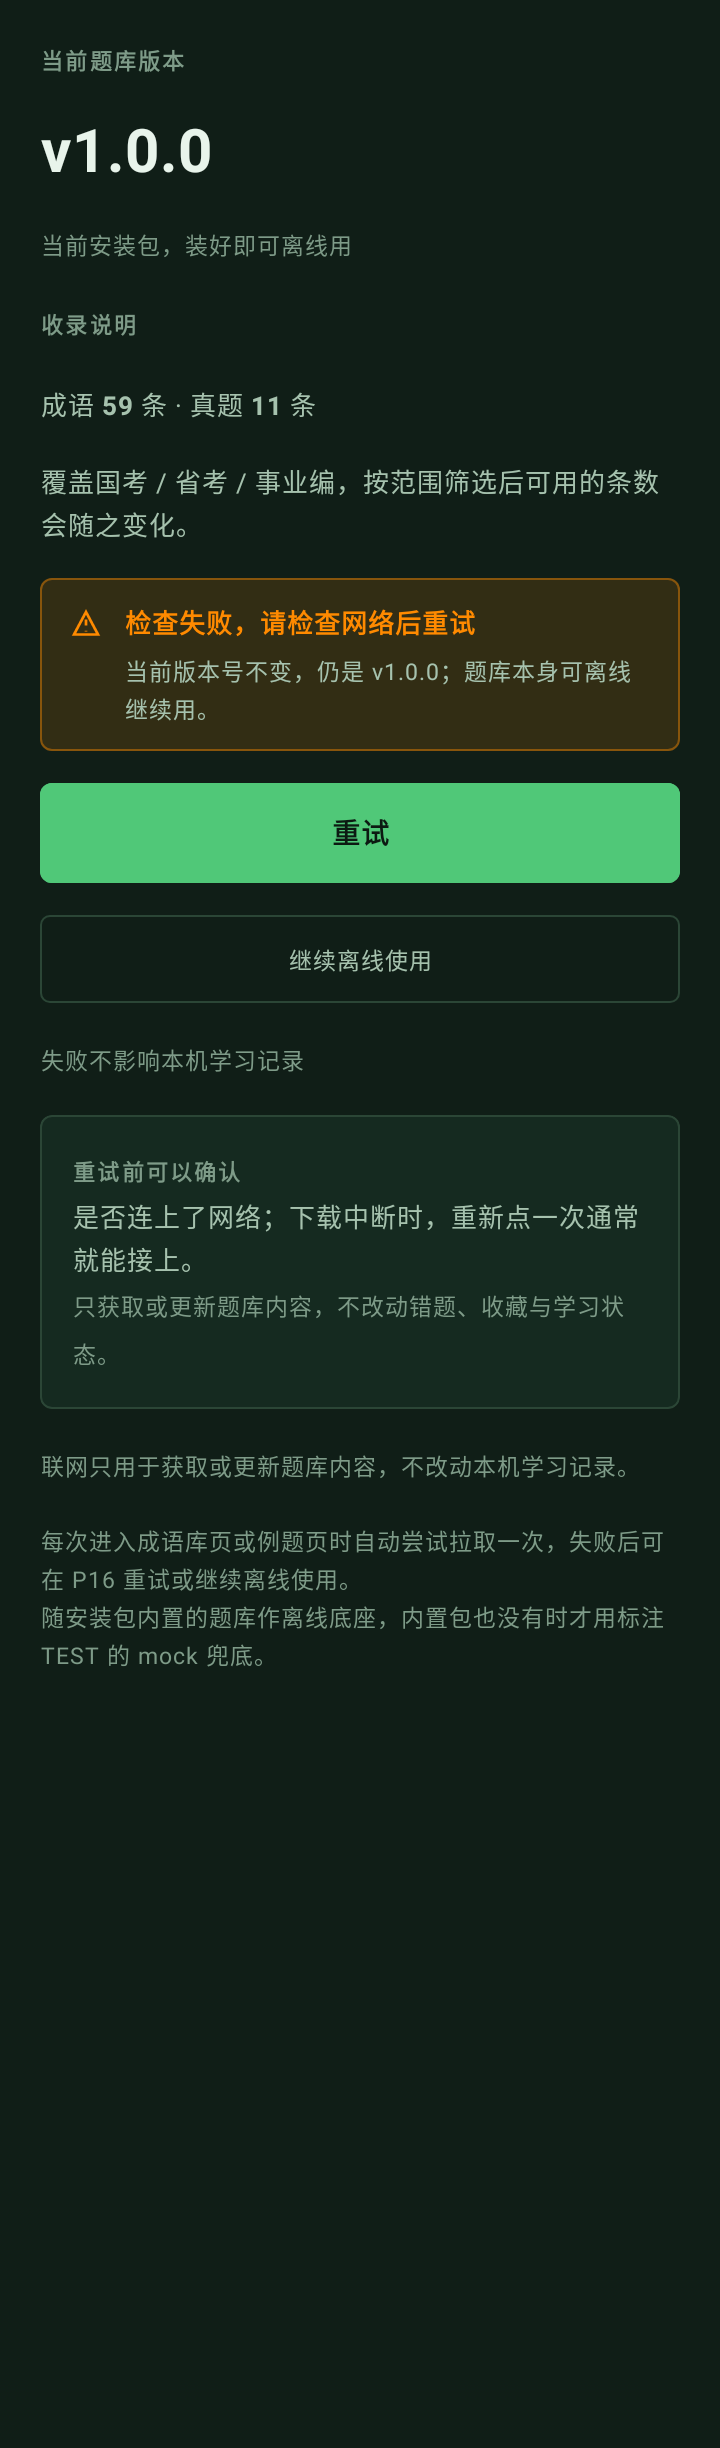 当前题库版本
v1.0.0
当前安装包，装好即可离线用
收录说明
成语 59 条 · 真题 11 条
覆盖国考 / 省考 / 事业编，按范围筛选后可用的条数
会随之变化。
检查失败，请检查网络后重试
当前版本号不变，仍是 v1.0.0；题库本身可离线
继续用。
重试
继续离线使用
失败不影响本机学习记录
重试前可以确认
是否连上了网络；下载中断时，重新点一次通常
就能接上。
只获取或更新题库内容，不改动错题、收藏与学习状
态。
联网只用于获取或更新题库内容，不改动本机学习记录。
每次进入成语库页或例题页时自动尝试拉取一次，失败后可
在 P16 重试或继续离线使用。
随安装包内置的题库作离线底座，内置包也没有时才用标注
TEST 的 mock 兜底。